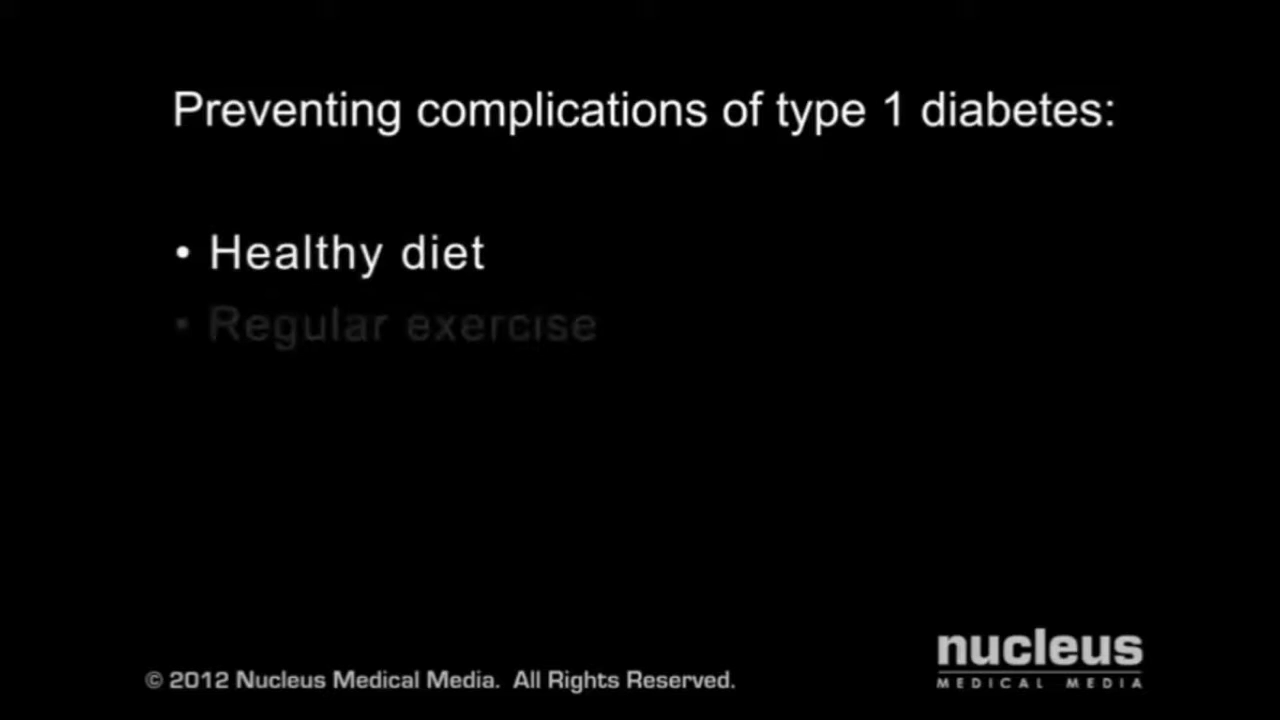 Preventing complications of type 1 diabetes:
• Healthy diet
• Regular exercise
nucleus
MEDICAL MEDIA
© 2012 Nucleus Medical Media. All Rights Reserved.